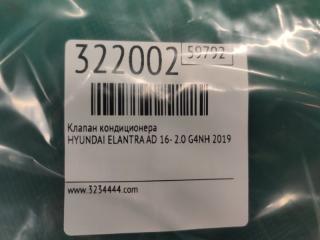 322002 59792
Клапан кондиционера
HYUNDAI ELANTRA AD 16- 2.0 G4NH 2019
www.3234444.com